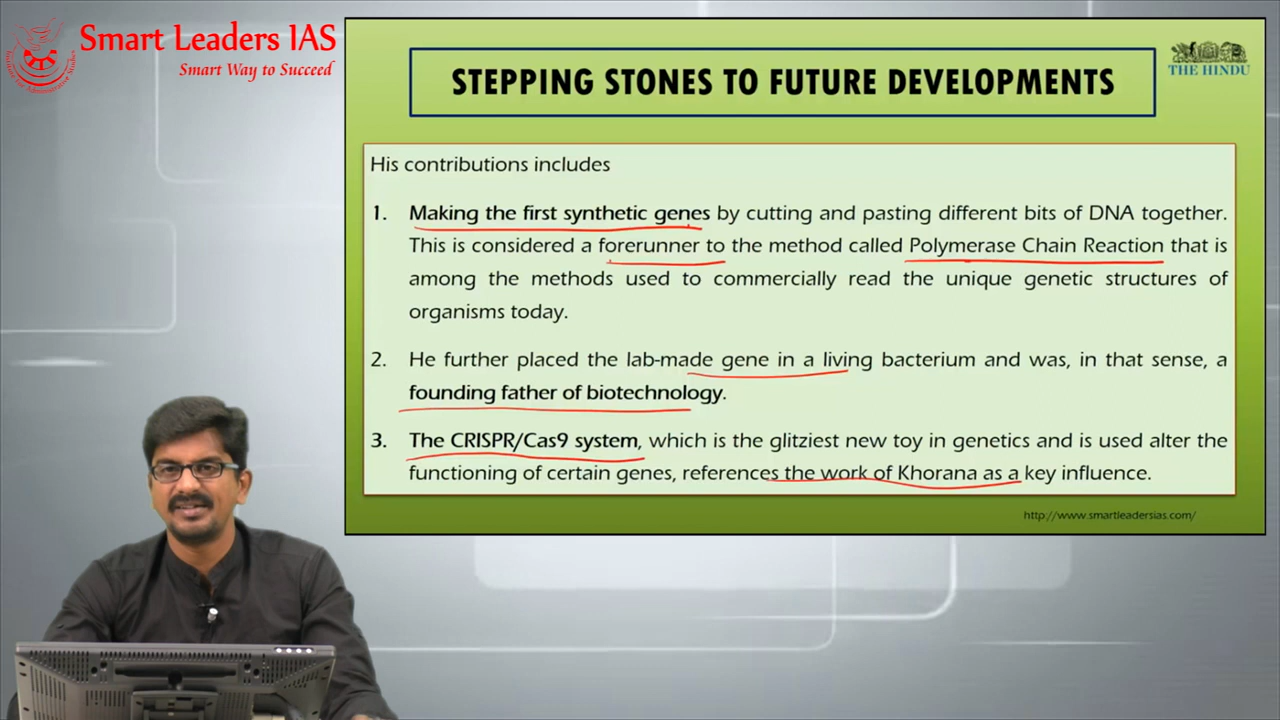 Smart Leaders IAS
Smart Way to Succeed
STEPPING STONES TO FUTURE DEVELOPMENTS
THE HINDU
His contributions includes
1. Making the first synthetic genes by cutting and pasting different bits of DNA together.
This is considered a forerunner to the method called Polymerase Chain Reaction that is
among the methods used to commercially read the unique genetic structures of
organisms today.
2. He further placed the lab-made gene in a living bacterium and was, in that sense, a
founding father of biotechnology.
3. The CRISPR/Cas9 system, which is the glitziest new toy in genetics and is used alter the
functioning of certain genes, references the work of Khorana as a key influence.
http://www.smartleadersias.com/